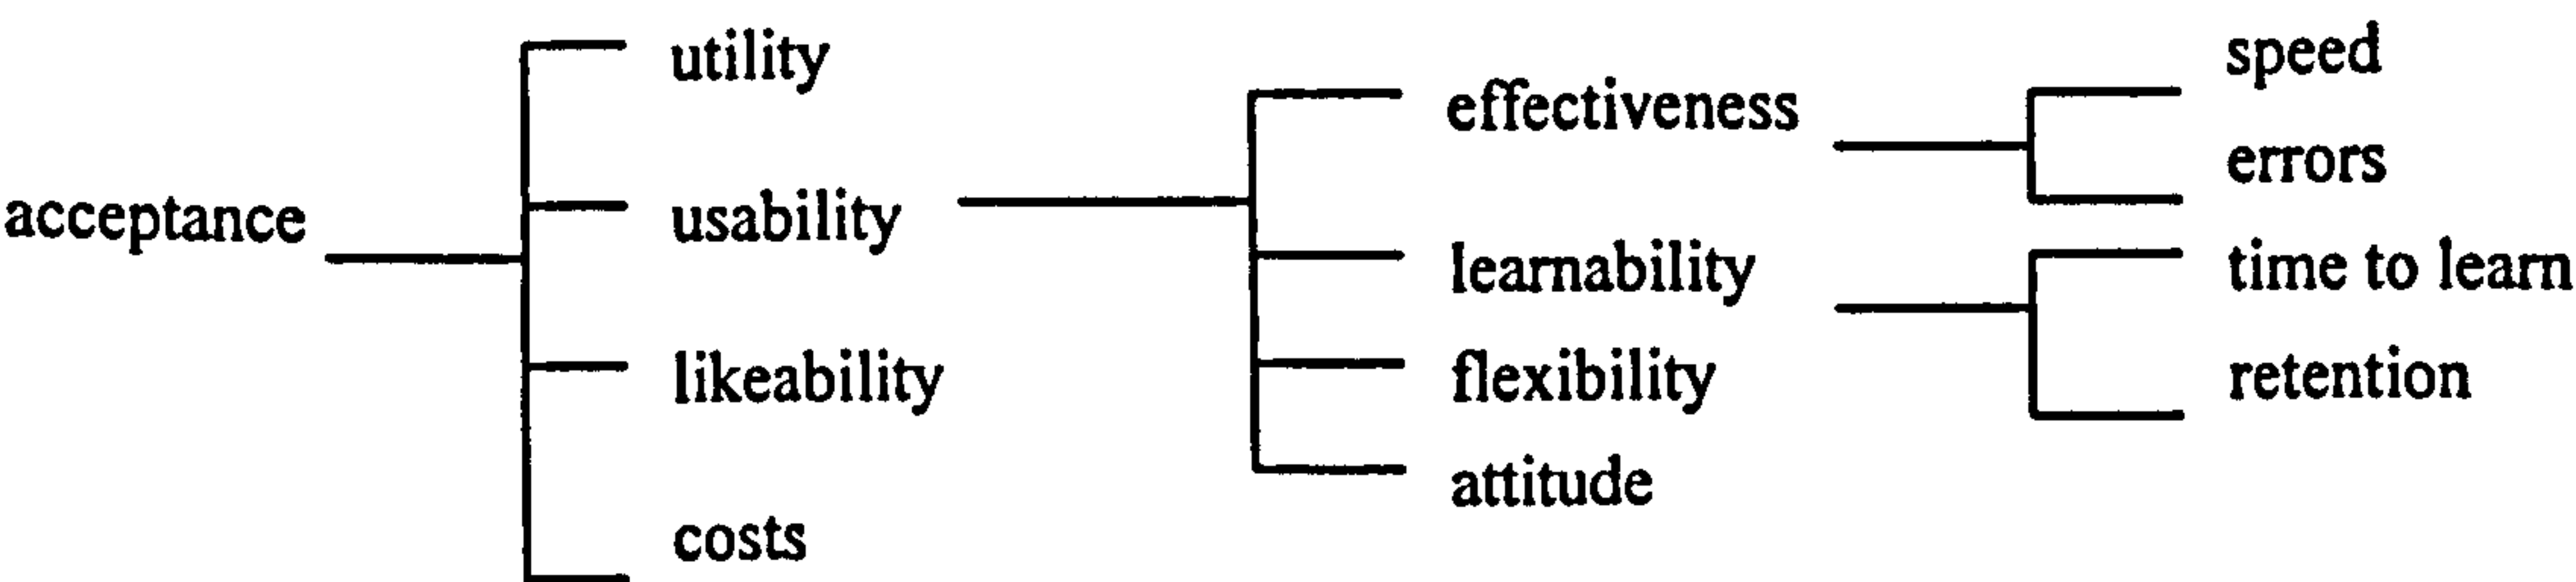 acceptance
utility
usability
likeability
costs
effectiveness
learnability
flexibility
attitude
speed
errors
time to learn
retention